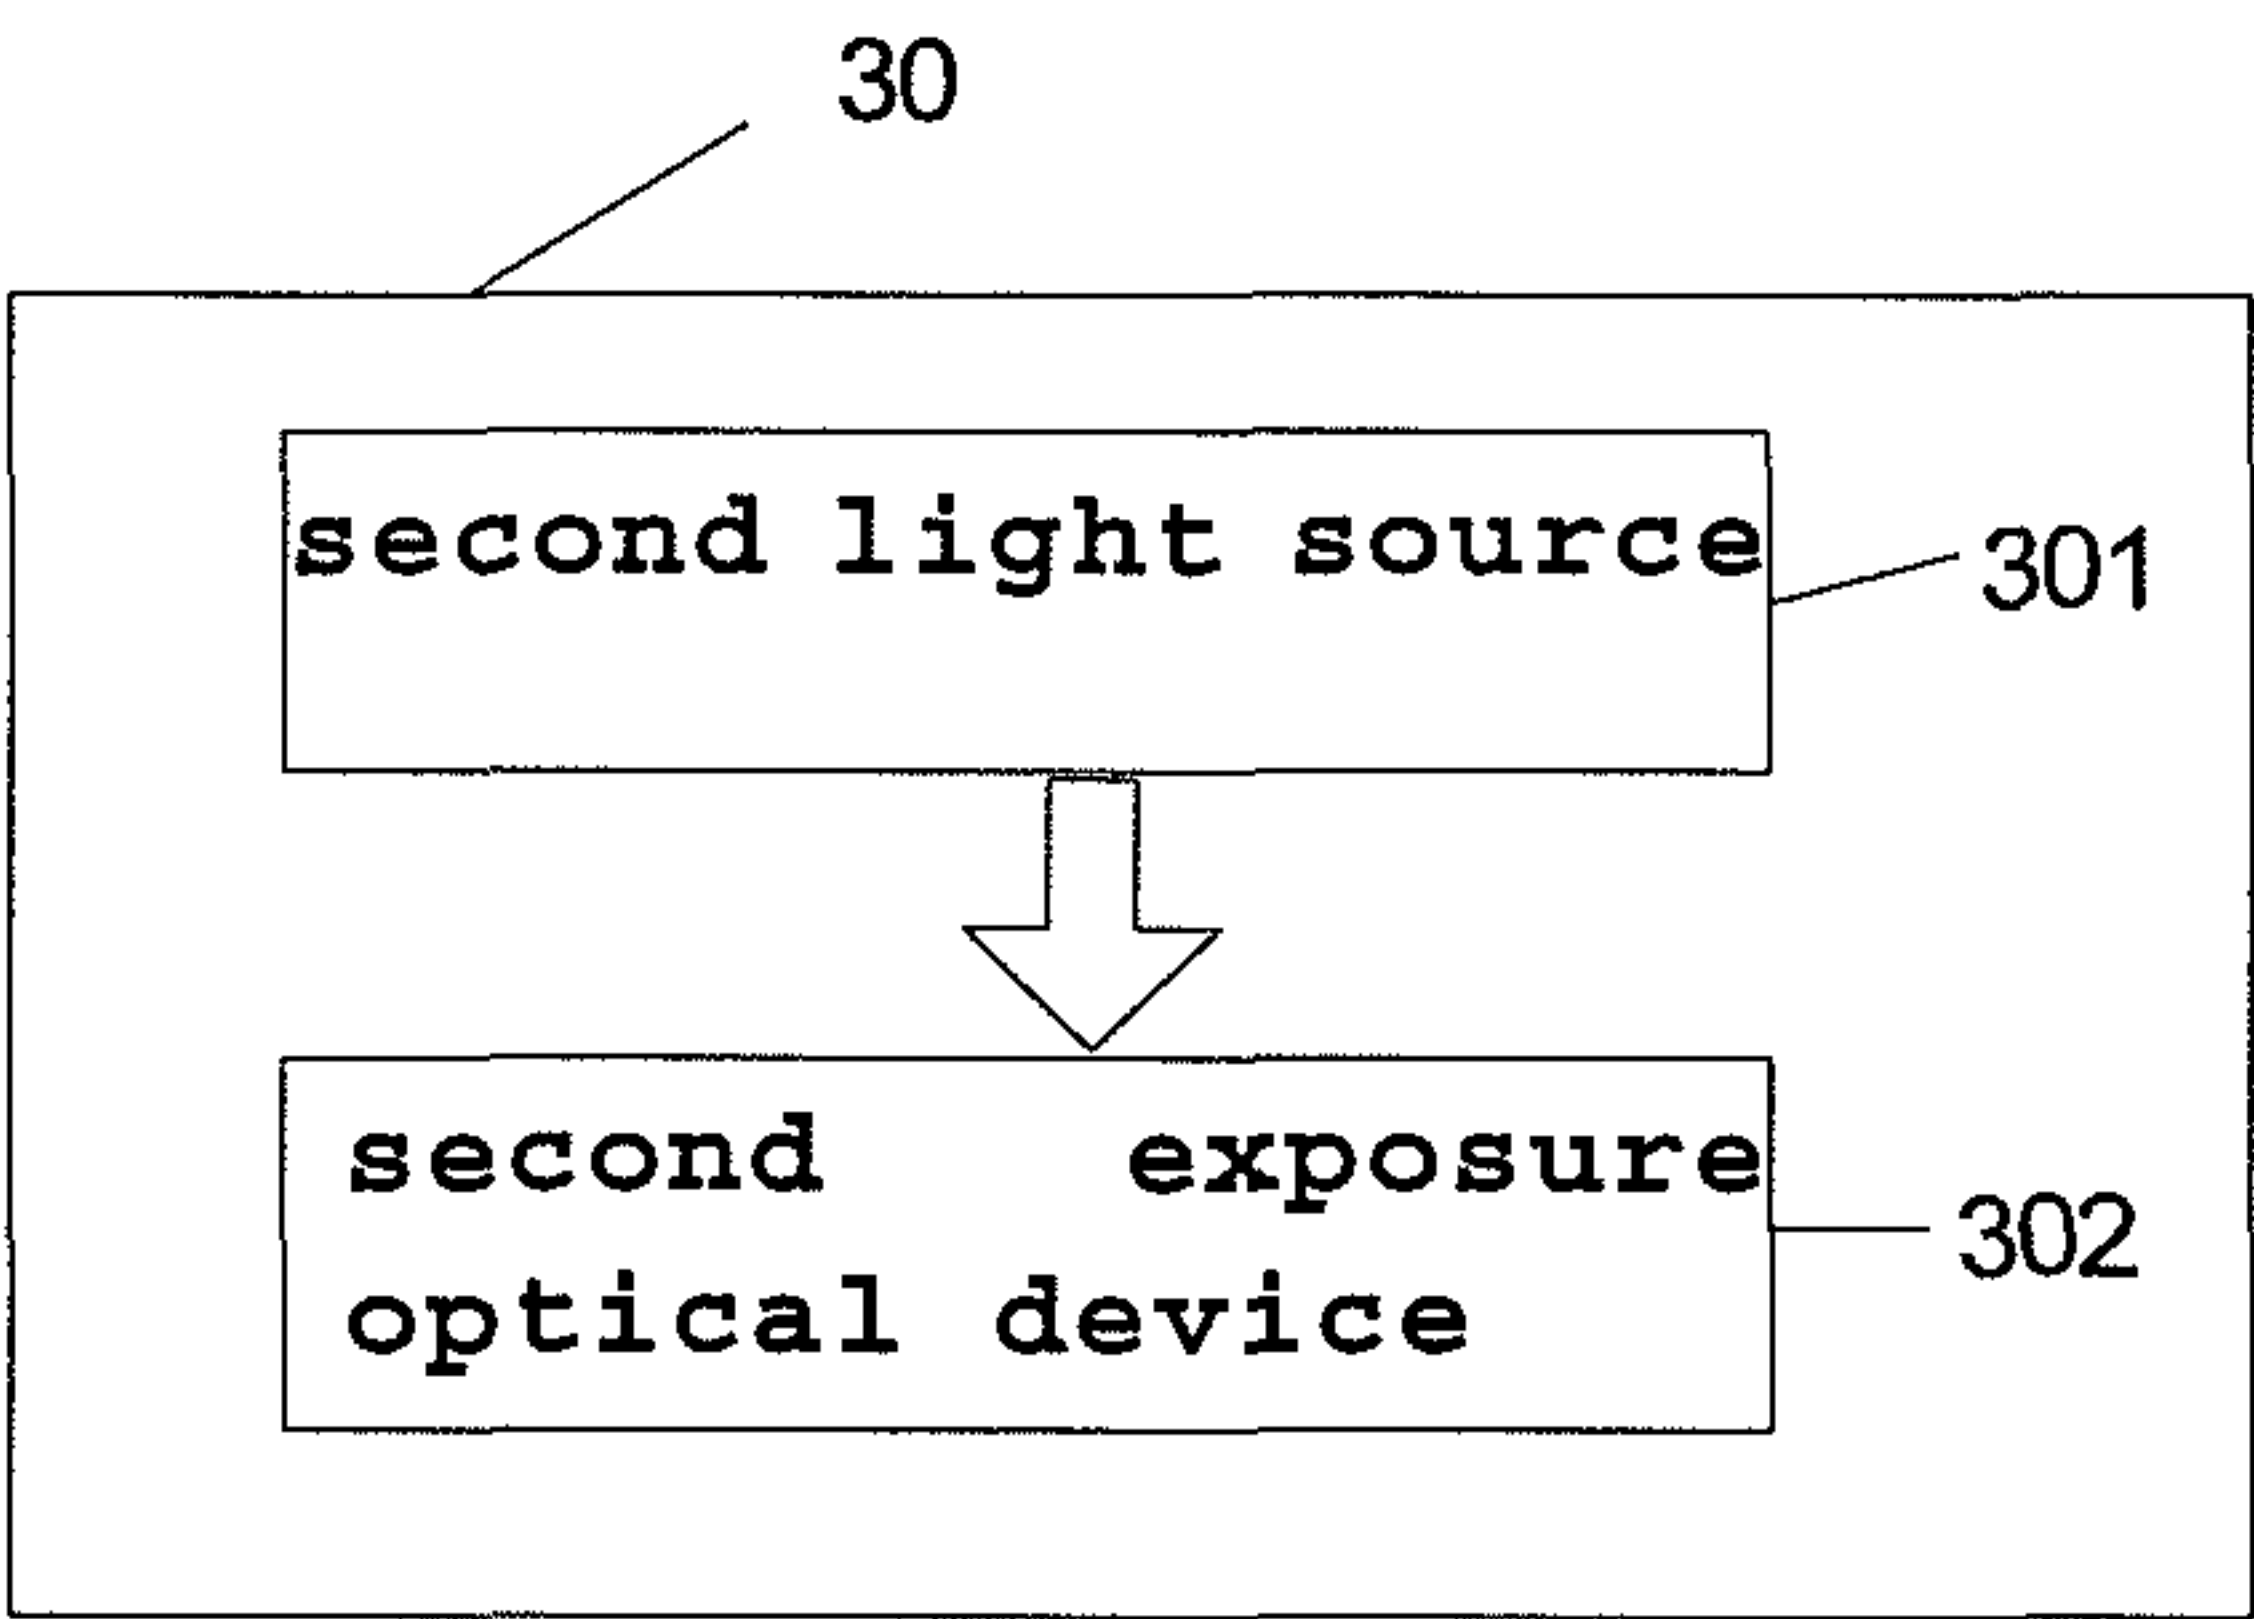 30
second light source
301
second exposure
optical device
302